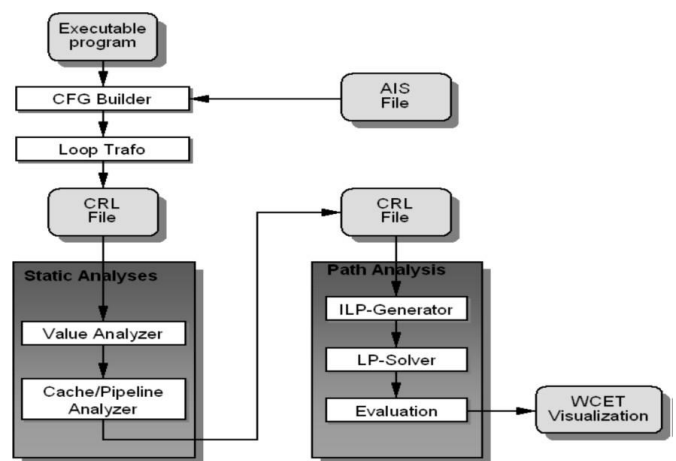 Executable
program
CFG Builder
AIS
File
Loop Trafo
CRL
File
CRL
File
Static Analyses
Value Analyzer
Cache/Pipeline
Analyzer
Path Analysis
ILP-Generator
LP-Solver
Evaluation
WCET
Visualization